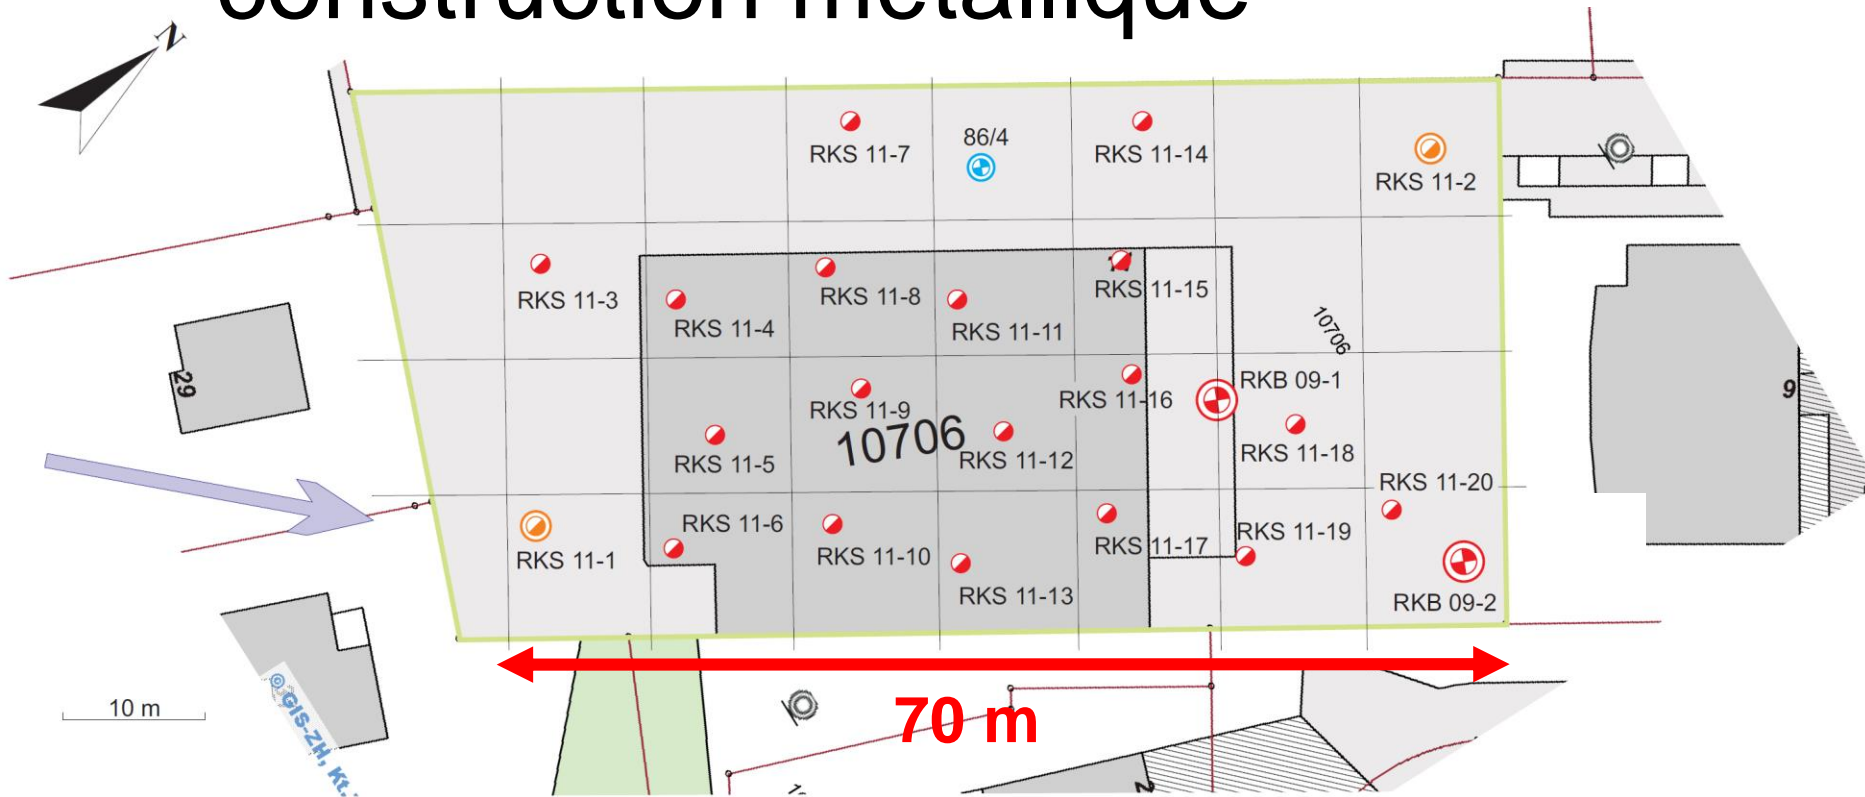 construction métallique
N
RKS 11-7
86/4
RKS 11-14
RKS 11-2
RKS 11-3
RKS 11-4
RKS 11-8
RKS 11-11
RKS 11-15
10706
29
RKS 11-9
RKS 11-16
RKB 09-1
9
10706
RKS 11-5
RKS 11-12
RKS 11-18
RKS 11-20
RKS 11-1
RKS 11-6
RKS 11-10
RKS 11-13
RKS 11-17
RKS 11-19
RKB 09-2
10 m
© GIS-ZH, Kt.
70 m
2